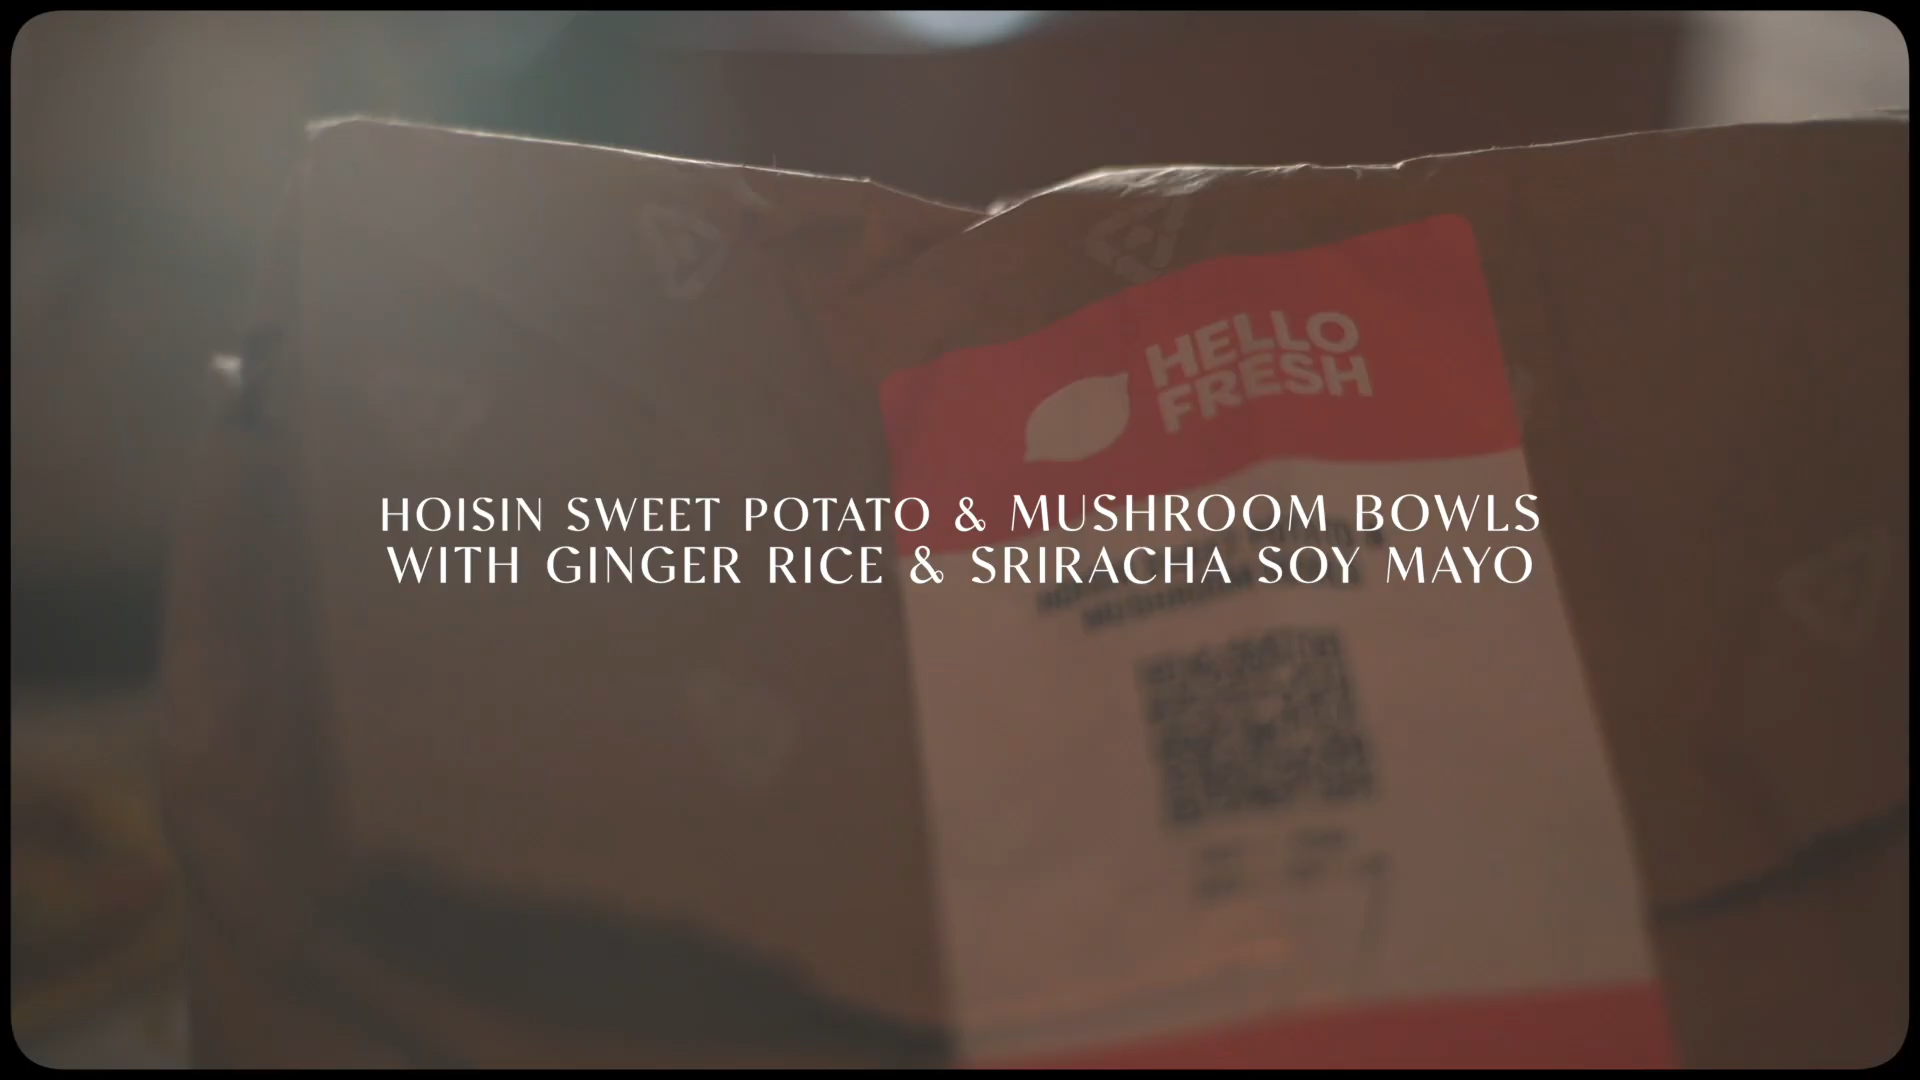 HELLO
FRESH
HOISIN SWEET POTATO & MUSHROOM BOWLS
WITH GINGER RICE & SRIRACHA SOY MAYO